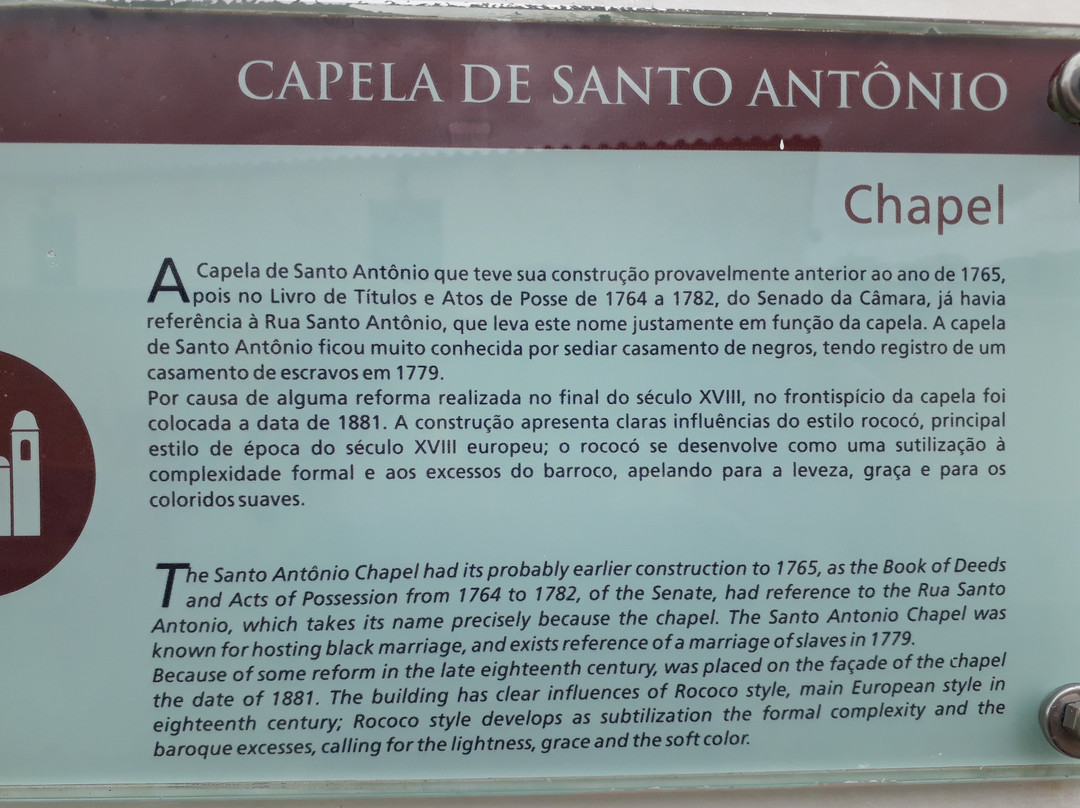 CAPELA DE SANTO ANTÔNIO
Chapel
A Capela de Santo Antônio que teve sua construção provavelmente anterior ao ano de 1765,
pois no Livro de Títulos e Atos de Posse de 1764 a 1782, do Senado da Câmara, já havia
referência à Rua Santo Antônio, que leva este nome justamente em função da capela. A capela
de Santo Antônio ficou muito conhecida por sediar casamento de negros, tendo registro de um
casamento de escravos em 1779.
Por causa de alguma reforma realizada no final do século XVIII, no frontispício da capela foi
colocada a data de 1881. A construção apresenta claras influências do estilo rococó, principal
estilo de época do século XVIII europeu; o rococó se desenvolve como uma sutilização à
complexidade formal e aos excessos do barroco, apelando para a leveza, graça e para os
coloridos suaves.
The Santo Antônio Chapel had its probably earlier construction to 1765, as the Book of Deeds
and Acts of Possession from 1764 to 1782, of the Senate, had reference to the Rua Santo
Antonio, which takes its name precisely because the chapel. The Santo Antonio Chapel was
known for hosting black marriage, and exists reference of a marriage of slaves in 1779.
Because of some reform in the late eighteenth century, was placed on the façade of the chapel
the date of 1881. The building has clear influences of Rococo style, main European style in
eighteenth century; Rococo style develops as subtilization the formal complexity and the
baroque excesses, calling for the lightness, grace and the soft color.